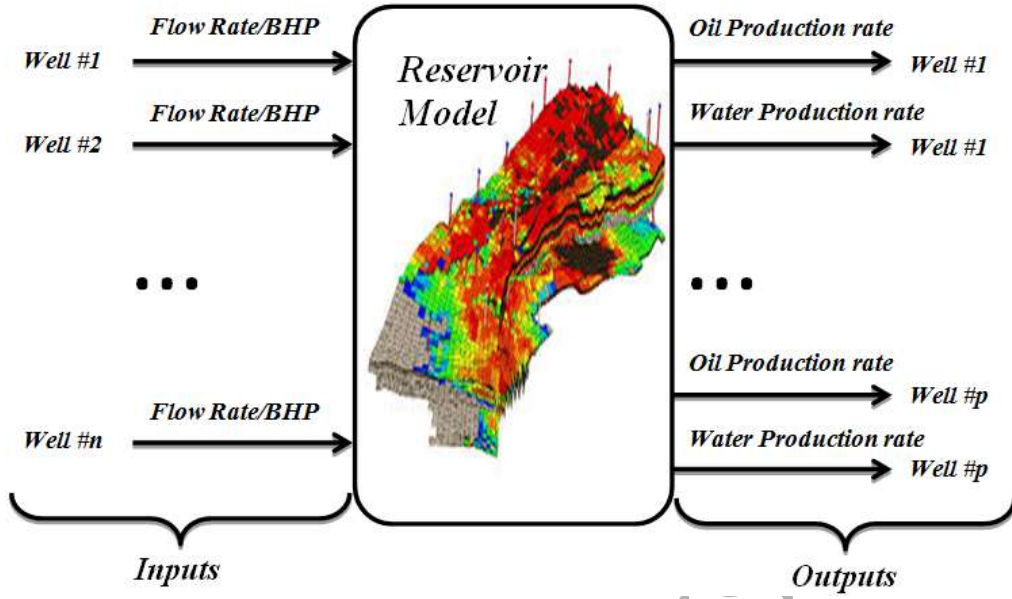 Flow Rate/BHP
Well #1
Flow Rate/BHP
Well #2
...
Flow Rate/BHP
Well #n
Inputs
Reservoir
Model
Oil Production rate
Well #1
Water Production rate
Well #1
...
Oil Production rate
Well #p
Water Production rate
Well #p
Outputs